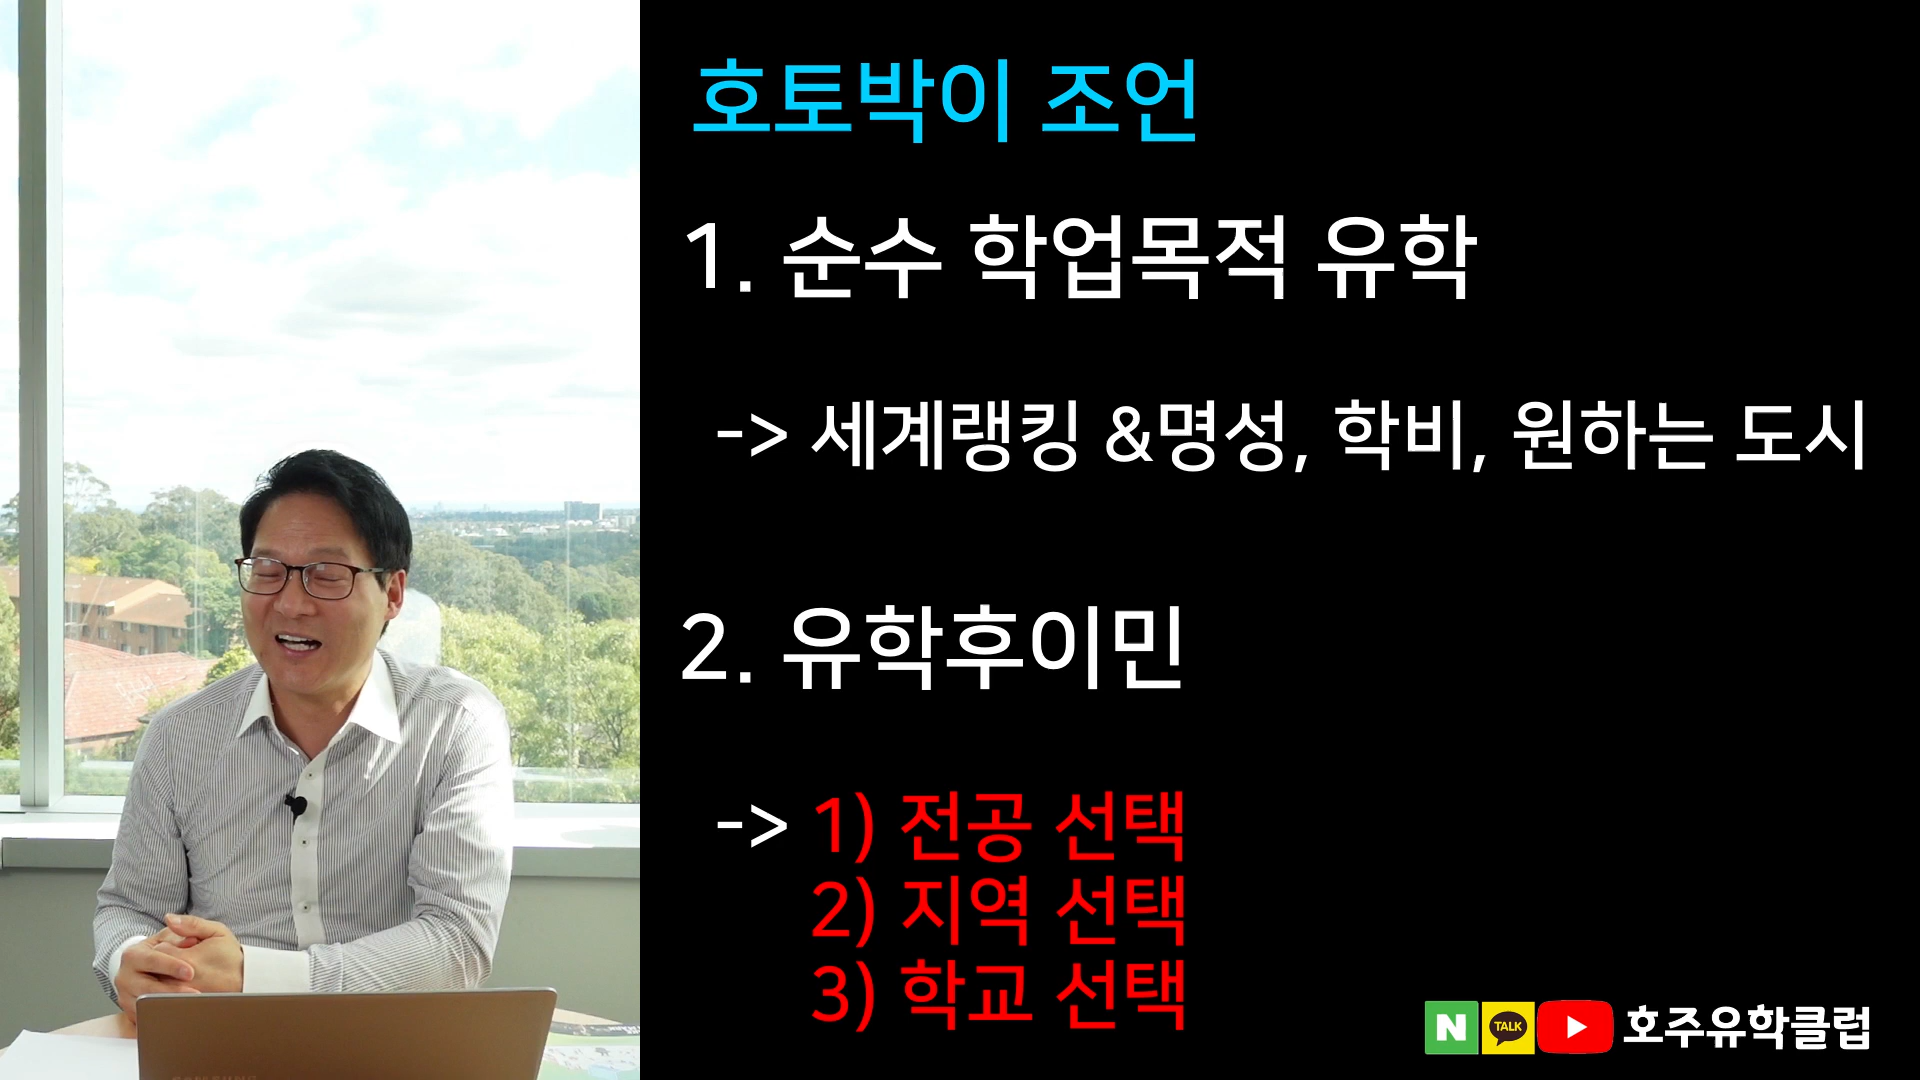 호토박이 조언
1. 순수 학업목적 유학
-> 세계랭킹 &명성, 학비, 원하는 도시
2. 유학후이민
-> 1) 전공 선택
2) 지역 선택
3) 학교 선택
N TALK 호주유학클럽
SAMSUNG